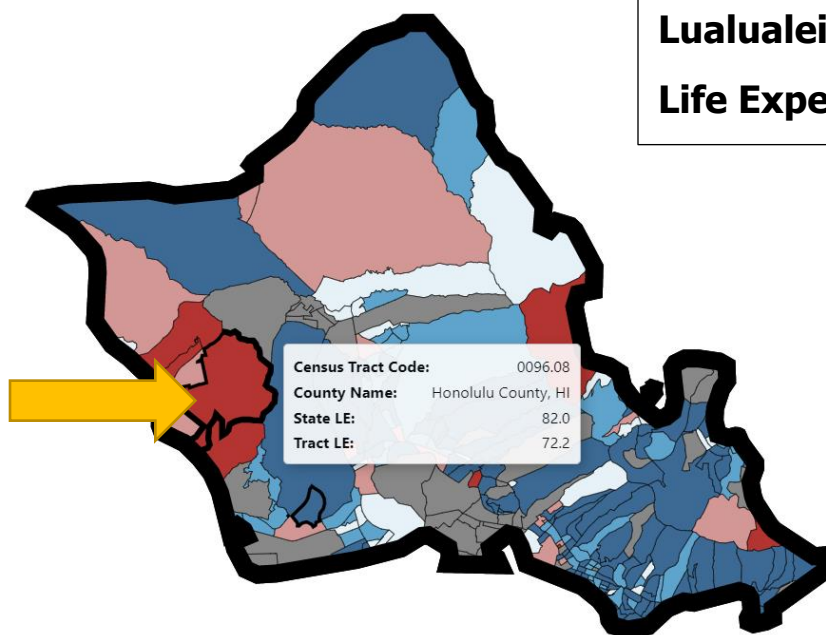 Lualualei
Life Expe
Census Tract Code: 0096.08
County Name: Honolulu County, HI
State LE: 82.0
Tract LE: 72.2